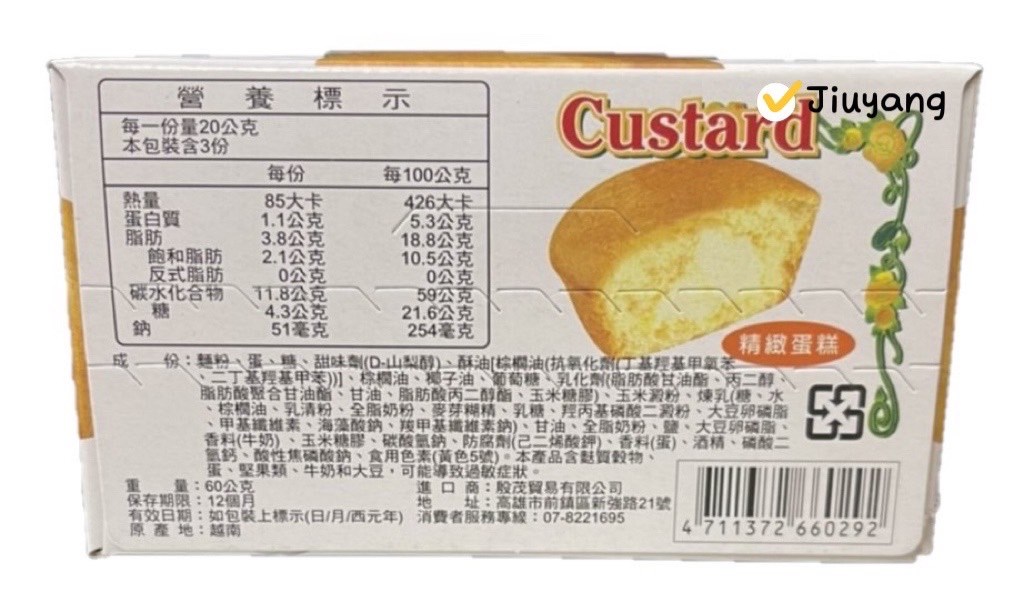 Jiuyang
Custard
精緻蛋糕
營養標示
每一份量20公克
本包裝含3份
每份 每100公克
熱量 85大卡 426大卡
蛋白質 1.1公克 5.3公克
脂肪 3.8公克 18.8公克
飽和脂肪 2.1公克 10.5公克
反式脂肪 0公克 0公克
碳水化合物 11.8公克 59公克
糖 4.3公克 21.6公克
鈉 51毫克 254毫克
成 份：麵粉、蛋、糖、甜味劑(D-山梨醇)、酥油[棕櫚油(抗氧化劑(丁基羥基甲氧苯
、二丁基羥基甲苯))]、棕櫚油、椰子油、葡萄糖、乳化劑(脂肪酸甘油酯、丙二醇
脂肪酸聚合甘油酯、甘油、脂肪酸丙二醇酯、玉米糖膠)、玉米澱粉、煉乳(糖、水
、棕櫚油、乳清粉、全脂奶粉、麥芽糊精、乳糖、羥丙基磷酸二澱粉、大豆卵磷脂
、甲基纖維素、海藻酸鈉、羧甲基纖維素鈉)、甘油、全脂奶粉、鹽、大豆卵磷脂、
香料(牛奶)、玉米糖膠、碳酸氫鈉、防腐劑(己二烯酸鉀)、香料(蛋)、酒精、磷酸二
氫鈣、酸性焦磷酸鈉、食用色素(黃色5號)。本產品含麩質穀物、
蛋、堅果類、牛奶和大豆，可能導致過敏症狀。
重 量：60公克 進口商：殷茂貿易有限公司
保存期限：12個月 地 址：高雄市前鎮區新強路21號
有效日期：如包裝上標示(日/月/西元年) 消費者服務專線：07-8221695
原產地：越南
4 711372 660292